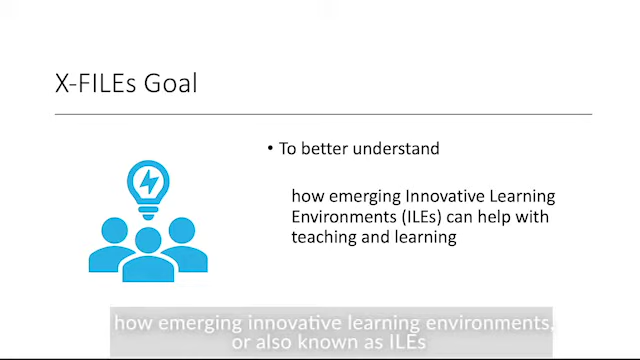 X-FILEs Goal
• To better understand
how emerging Innovative Learning
Environments (ILEs) can help with
teaching and learning
how emerging innovative learning environments,
or also known as ILEs